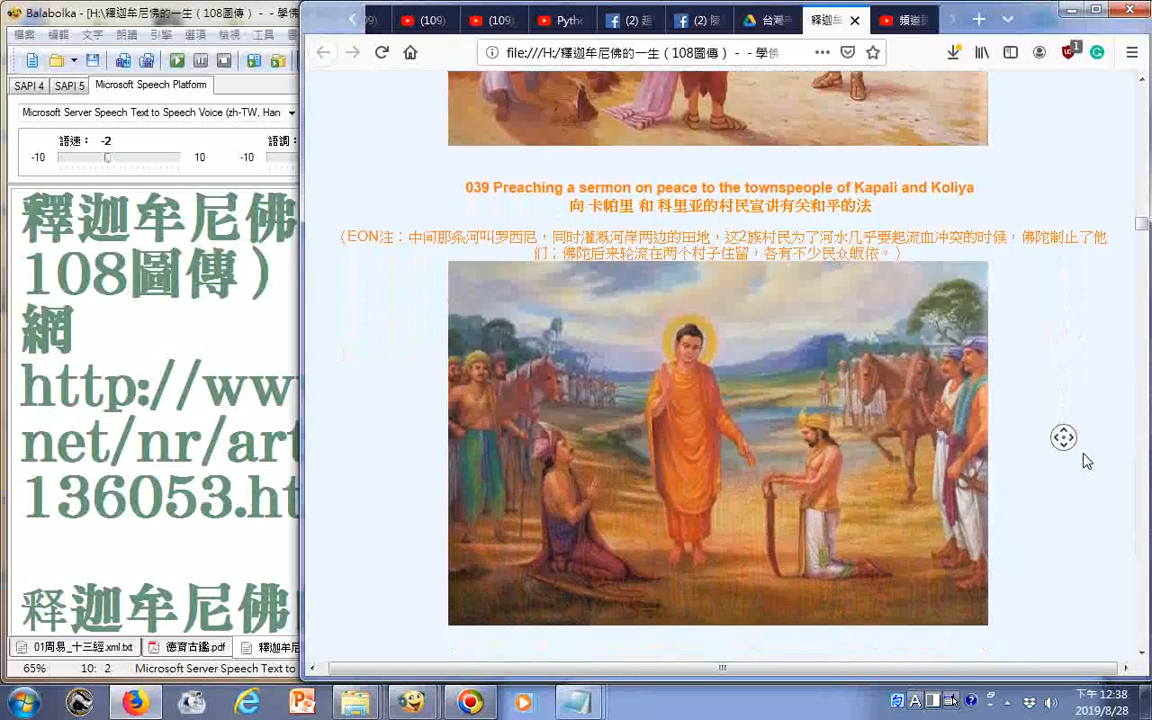 Balabolka - [H:\釋迦牟尼佛的一生（108圖傳）- - 學佛
檔案 編輯 文字 朗讀 引擎 選項 檢視 工具
SAPI 4 SAPI 5 Microsoft Speech Platform
Microsoft Server Speech Text to Speech Voice (zh-TW, Han
語速： -2 語調：
-10 10 -10
釋迦牟尼佛
108圖傳）
網
http://ww
net/nr/art
136053.ht
释迦牟尼佛
01周易_十三經.xml.txt 德育古鑑.pdf 釋迦牟尼
65% 10: 2 Microsoft Server Speech Text to
(109) (109 Pyth (2) (2) 台灣 釋迦牟 頻道
file:///H:/釋迦牟尼佛的一生（108圖傳）- - 學佛
1
039 Preaching a sermon on peace to the townspeople of Kapali and Koliya
向 卡帕里 和 科里亚的村民宣讲有关和平的法
（EON注：中间那条河叫罗西厄，同时灌溉河岸两边的田地，这2族村民为了河水几乎要起流血冲突的时候，佛陀制止了他
们；佛陀后来轮流在两个村子住留，各有不少民众皈依。）
下午 12:38
2019/8/28